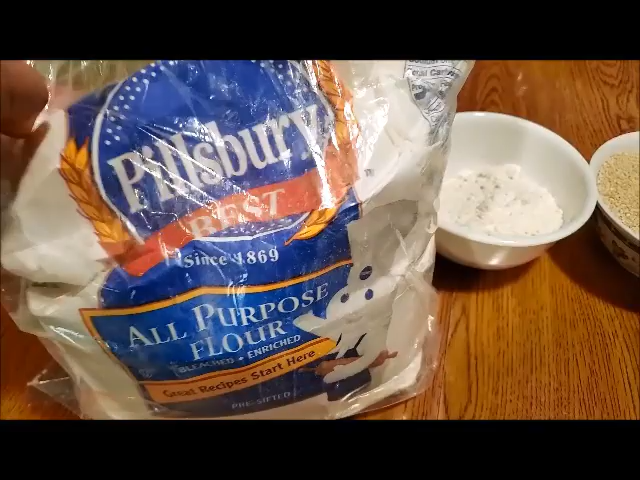 Pillsbury
BEST
Since 1869
ALL PURPOSE
FLOUR
BLEACHED • ENRICHED
Great Recipes Start Here
PRE-SIFTED